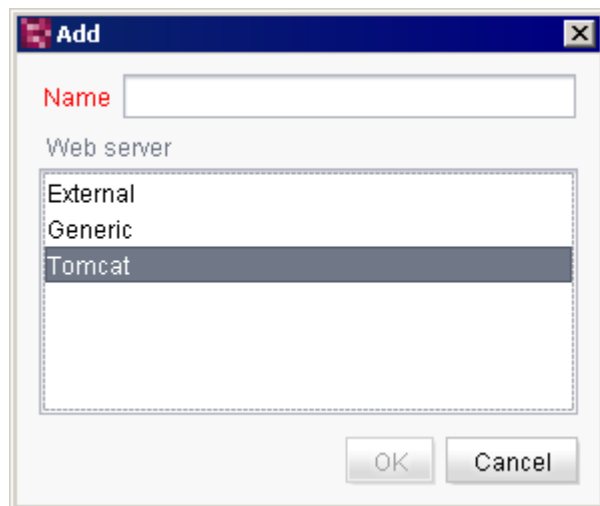 Add
Name
Web server
External
Generic
Tomcat
OK Cancel